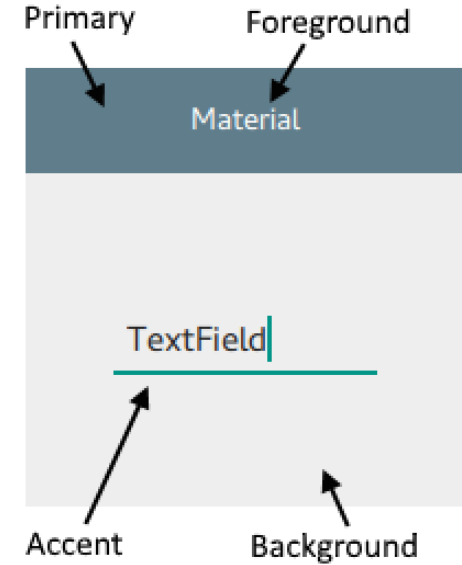 Primary
Foreground
Material
TextField
Accent
Background